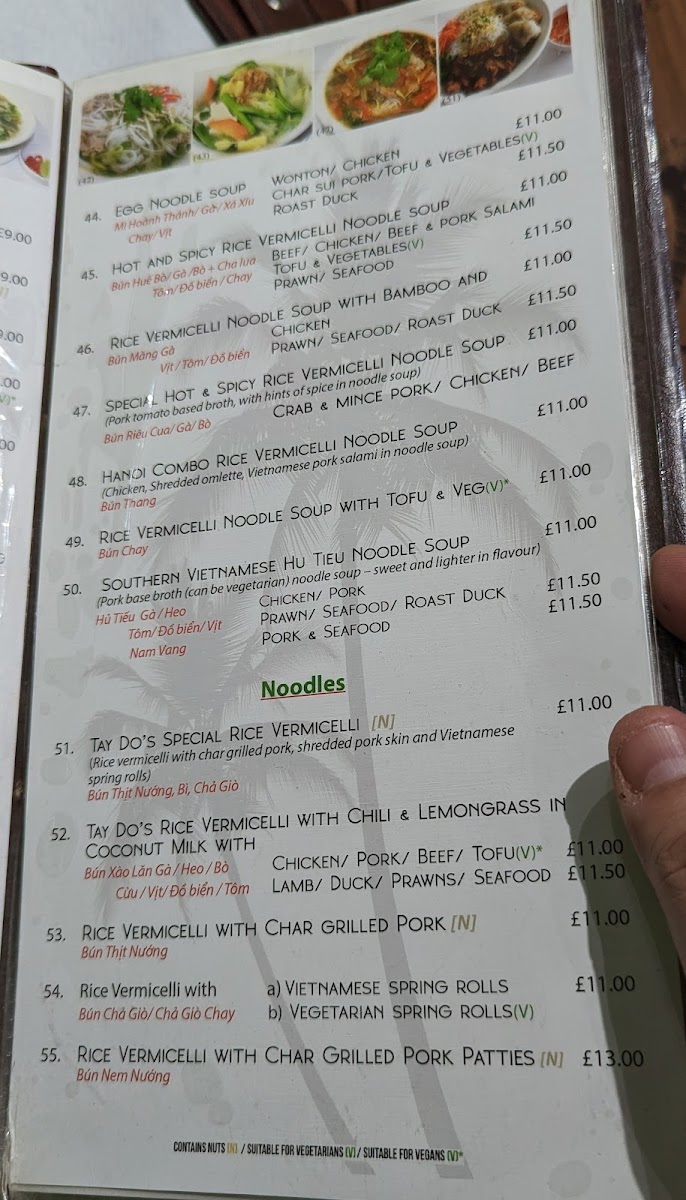 (42)
(43)
(47)
(51)
£9.00
9.00
9.00
.00
00
44. EGG NOODLE SOUP WONTON/ CHICKEN £11.00
Mì Hoành Thánh/ Gà/ Xá Xíu CHAR SUI PORK/TOFU & VEGETABLES(V)
Chay/Vịt ROAST DUCK £11.50
45. HOT AND SPICY RICE VERMICELLI NOODLE SOUP £11.00
Bún Huế Bò/ Gà /Bò + Cha lua BEEF/ CHICKEN/ BEEF & PORK SALAMI
Tôm/ Đồ biển / Chay TOFU & VEGETABLES(V)
PRAWN/ SEAFOOD £11.50
46. RICE VERMICELLI NOODLE SOUP WITH BAMBOO AND £11.00
Bún Măng Gà CHICKEN
Vịt / Tôm/ Đồ biển PRAWN/ SEAFOOD/ ROAST DUCK £11.50
47. SPECIAL HOT & SPICY RICE VERMICELLI NOODLE SOUP £11.00
(Pork tomato based broth, with hints of spice in noodle soup)
Bún Riêu Cua/ Gà/ Bò CRAB & MINCE PORK/ CHICKEN/ BEEF
48. HANOI COMBO RICE VERMICELLI NOODLE SOUP £11.00
(Chicken, Shredded omlette, Vietnamese pork salami in noodle soup)
Bún Thang
49. RICE VERMICELLI NOODLE SOUP WITH TOFU & VEG(V)* £11.00
Bún Chay
50. SOUTHERN VIETNAMESE HU TIEU NOODLE SOUP £11.00
(Pork base broth (can be vegetarian) noodle soup – sweet and lighter in flavour)
Hủ Tiếu Gà / Heo CHICKEN/ PORK
Tôm/ Đồ biển/ Vịt PRAWN/ SEAFOOD/ ROAST DUCK £11.50
Nam Vang PORK & SEAFOOD £11.50
Noodles
51. TAY DO'S SPECIAL RICE VERMICELLI [N] £11.00
(Rice vermicelli with char grilled pork, shredded pork skin and Vietnamese
spring rolls)
Bún Thịt Nướng, Bì, Chả Giò
52. TAY DO'S RICE VERMICELLI WITH CHILI & LEMONGRASS IN
COCONUT MILK WITH
Bún Xào Lăn Gà / Heo / Bò CHICKEN/ PORK/ BEEF/ TOFU(V)* £11.00
Cừu / Vịt/ Đồ biển / Tôm LAMB/ DUCK/ PRAWNS/ SEAFOOD £11.50
53. RICE VERMICELLI WITH CHAR GRILLED PORK [N] £11.00
Bún Thịt Nướng
54. Rice Vermicelli with a) VIETNAMESE SPRING ROLLS £11.00
Bún Chả Giò/ Chả Giò Chay b) VEGETARIAN SPRING ROLLS(V)
55. RICE VERMICELLI WITH CHAR GRILLED PORK PATTIES [N] £13.00
Bún Nem Nướng
CONTAINS NUTS [N] / SUITABLE FOR VEGETARIANS (V)/ SUITABLE FOR VEGANS (V)*